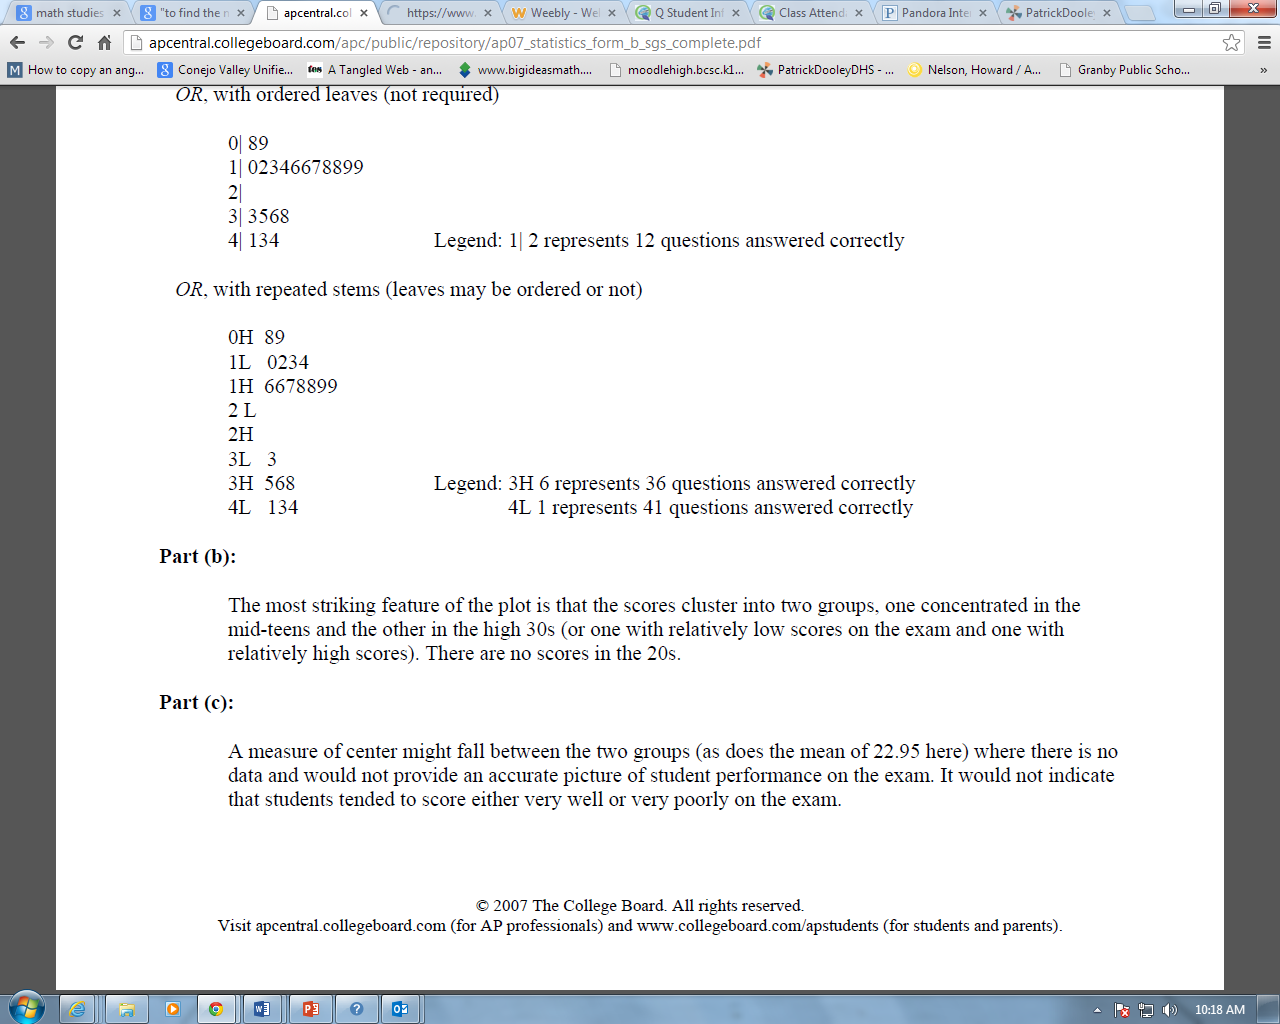 math studies
"to find the n
apcentral.col
https://www.
Weebly - We
Q Student In
Class Attend
Pandora Inte
PatrickDoole
apcentral.collegeboard.com/apc/public/repository/ap07_statistics_form_b_sgs_complete.pdf
How to copy an ang...
Conejo Valley Unifie...
tes A Tangled Web - an...
www.bigideasmath....
moodlehigh.bcsc.k1...
PatrickDooleyDHS - ...
Nelson, Howard / A...
Granby Public Scho...
»
OR, with ordered leaves (not required)
0| 89
1| 02346678899
2|
3| 3568
4| 134 Legend: 1| 2 represents 12 questions answered correctly
OR, with repeated stems (leaves may be ordered or not)
0H 89
1L 0234
1H 6678899
2 L
2H
3L 3
3H 568 Legend: 3H 6 represents 36 questions answered correctly
4L 134 4L 1 represents 41 questions answered correctly
Part (b):
The most striking feature of the plot is that the scores cluster into two groups, one concentrated in the
mid-teens and the other in the high 30s (or one with relatively low scores on the exam and one with
relatively high scores). There are no scores in the 20s.
Part (c):
A measure of center might fall between the two groups (as does the mean of 22.95 here) where there is no
data and would not provide an accurate picture of student performance on the exam. It would not indicate
that students tended to score either very well or very poorly on the exam.
© 2007 The College Board. All rights reserved.
Visit apcentral.collegeboard.com (for AP professionals) and www.collegeboard.com/apstudents (for students and parents).
10:18 AM